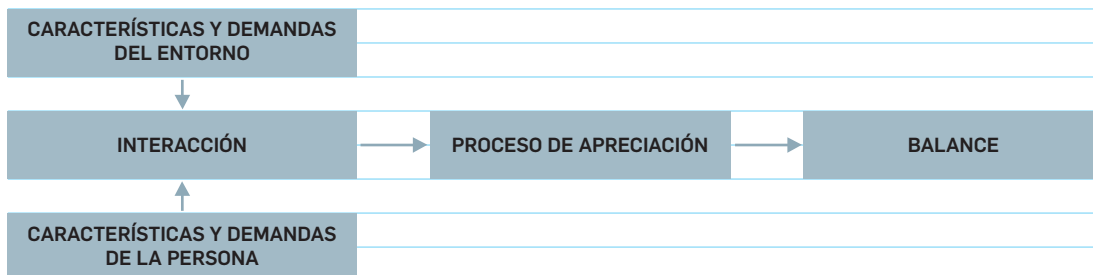 CARACTERÍSTICAS Y DEMANDAS
DEL ENTORNO
INTERACCIÓN
PROCESO DE APRECIACIÓN
BALANCE
CARACTERÍSTICAS Y DEMANDAS
DE LA PERSONA